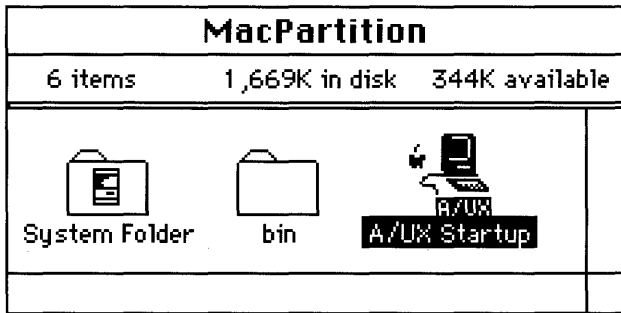 MacPartition
6 items 1,669K in disk 344K available
A/UX
System Folder bin A/UX Startup